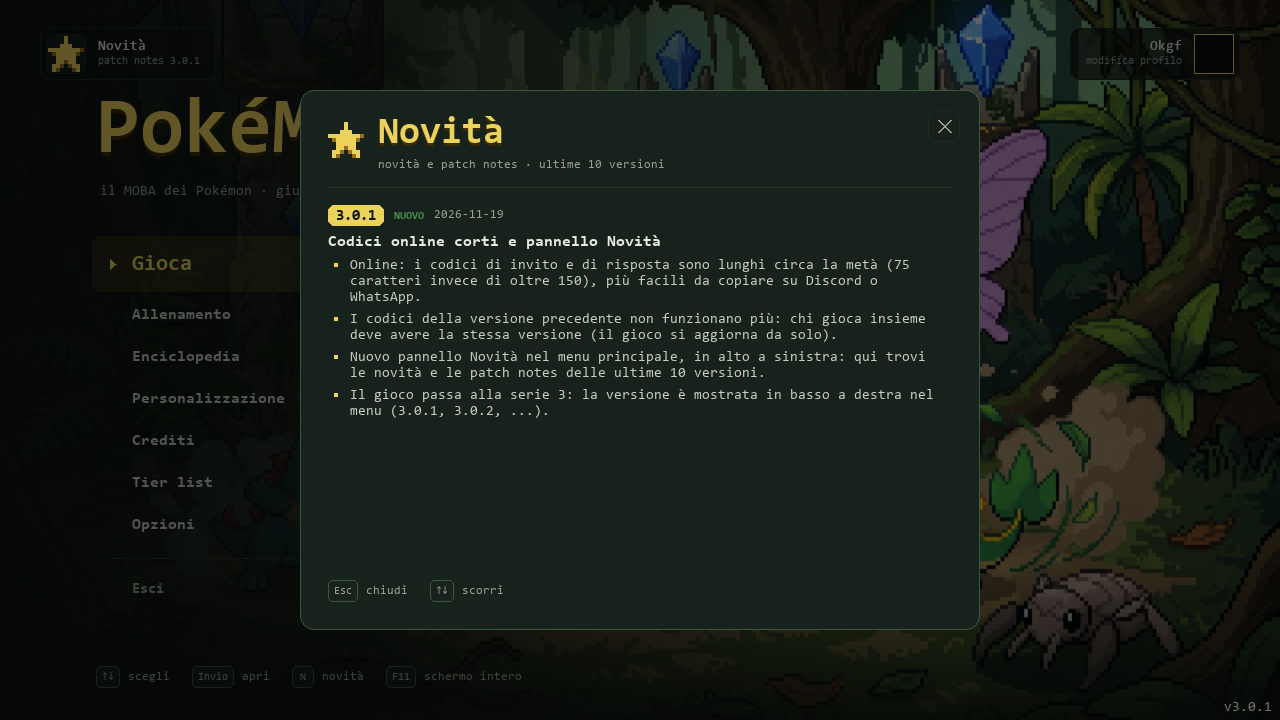 Novità
patch notes 3.0.1
Okgf
modifica profilo
PokéM
il MOBA dei Pokémon · giu
Gioca
Allenamento
Enciclopedia
Personalizzazione
Crediti
Tier list
Opzioni
Esci
Novità
novità e patch notes · ultime 10 versioni
3.0.1 NUOVO 2026-11-19
Codici online corti e pannello Novità
Online: i codici di invito e di risposta sono lunghi circa la metà (75
caratteri invece di oltre 150), più facili da copiare su Discord o
WhatsApp.
I codici della versione precedente non funzionano più: chi gioca insieme
deve avere la stessa versione (il gioco si aggiorna da solo).
Nuovo pannello Novità nel menu principale, in alto a sinistra: qui trovi
le novità e le patch notes delle ultime 10 versioni.
Il gioco passa alla serie 3: la versione è mostrata in basso a destra nel
menu (3.0.1, 3.0.2, ...).
Esc chiudi ↑↓ scorri
↑↓ scegli Invio apri N novità F11 schermo intero
v3.0.1